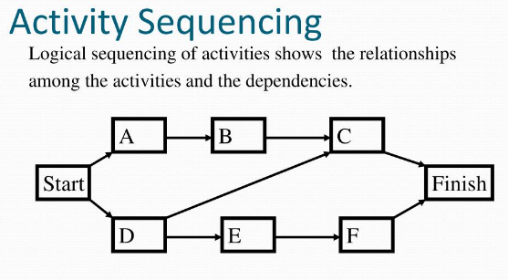 Activity Sequencing
Logical sequencing of activities shows the relationships
among the activities and the dependencies.
A
B
C
Start
Finish
D
E
F